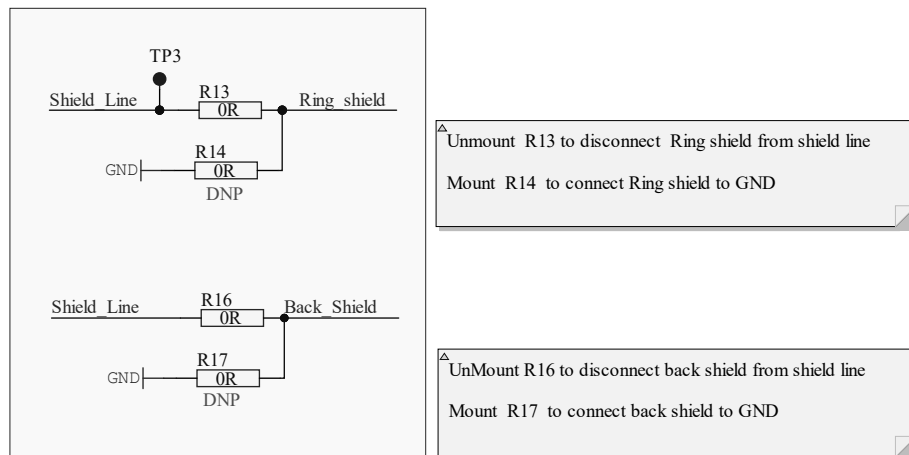 TP3
Shield_Line R13 Ring_shield
0R
R14
GND 0R
DNP
Unmount R13 to disconnect Ring shield from shield line
Mount R14 to connect Ring shield to GND
Shield_Line R16 Back_Shield
0R
R17
GND 0R
DNP
UnMount R16 to disconnect back shield from shield line
Mount R17 to connect back shield to GND